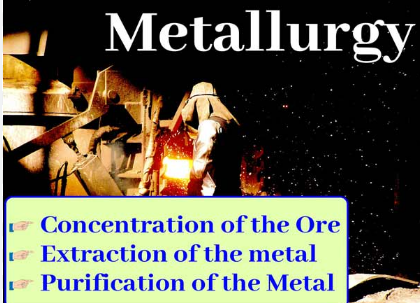 Metallurgy
Concentration of the Ore
Extraction of the metal
Purification of the Metal